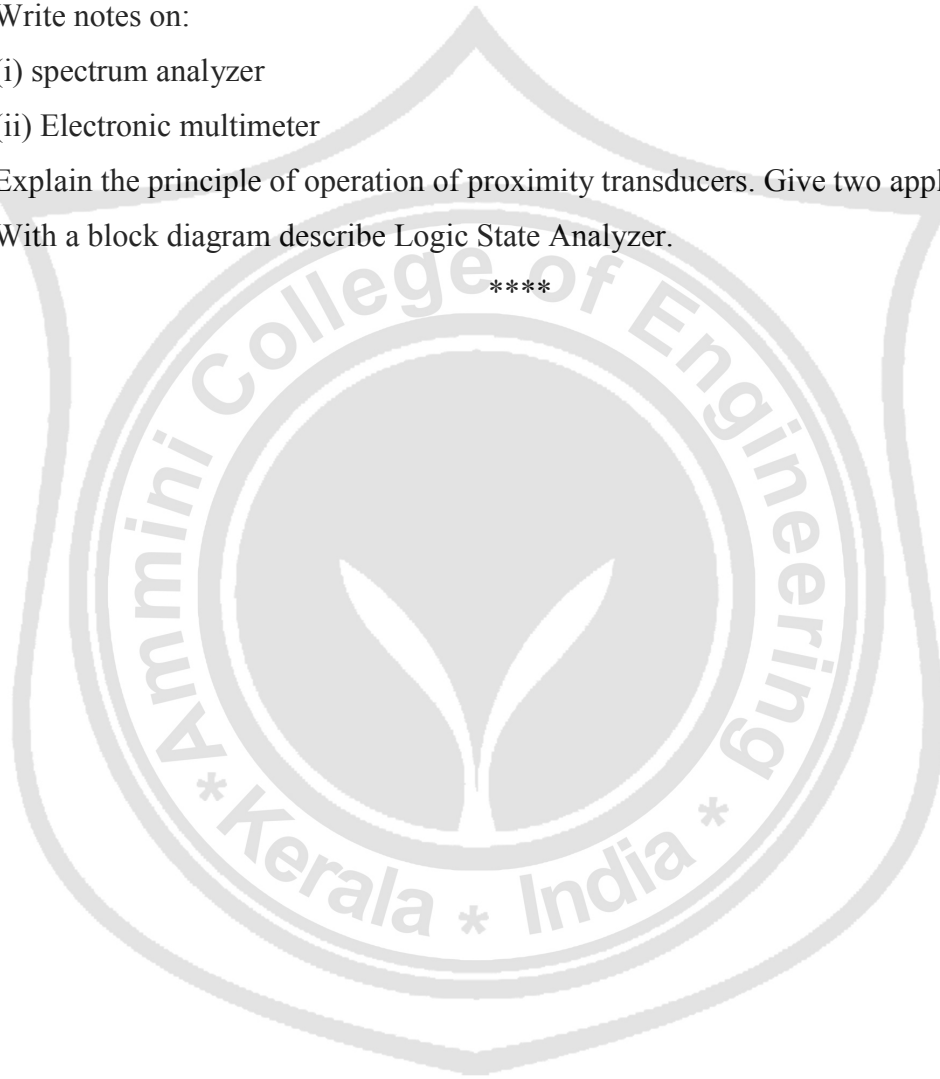 Write notes on:
(i) spectrum analyzer
(ii) Electronic multimeter
Explain the principle of operation of proximity transducers. Give two appl
With a block diagram describe Logic State Analyzer.
****
Ammini College of Engineering
* Kerala * India *